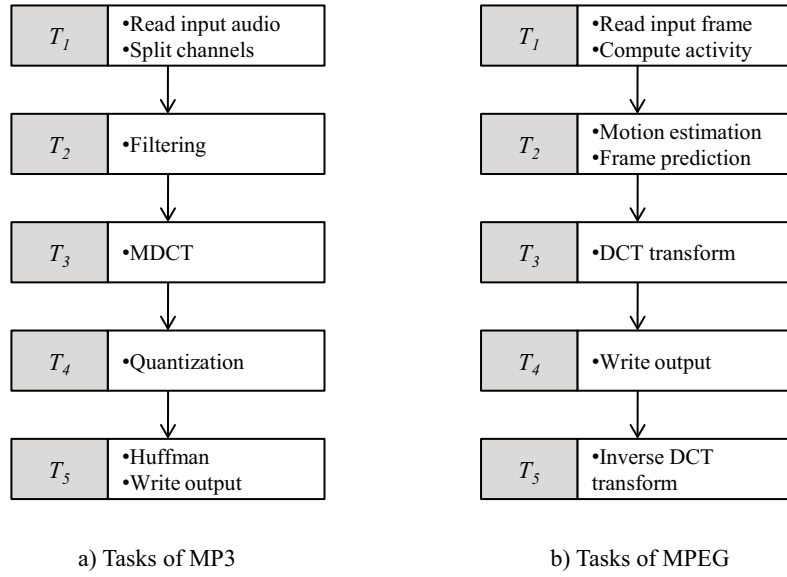 T1
•Read input audio
•Split channels
T2
•Filtering
T3
•MDCT
T4
•Quantization
T5
•Huffman
•Write output
a) Tasks of MP3
T1
•Read input frame
•Compute activity
T2
•Motion estimation
•Frame prediction
T3
•DCT transform
T4
•Write output
T5
•Inverse DCT
transform
b) Tasks of MPEG